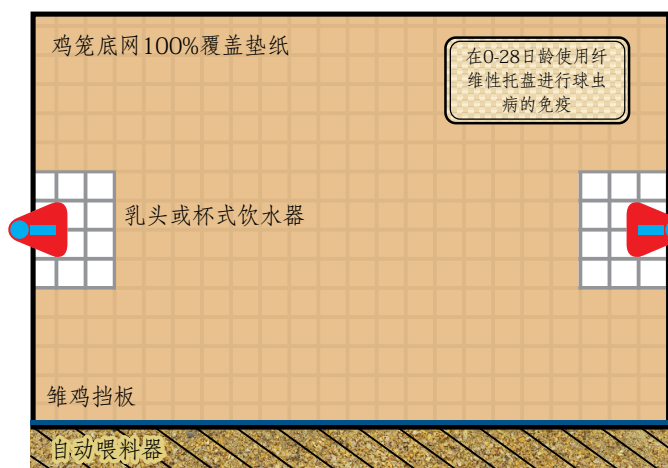 鸡笼底网100%覆盖垫纸
在0-28日龄使用纤
维性托盘进行球虫
病的免疫
乳头或杯式饮水器
雏鸡挡板
自动喂料器